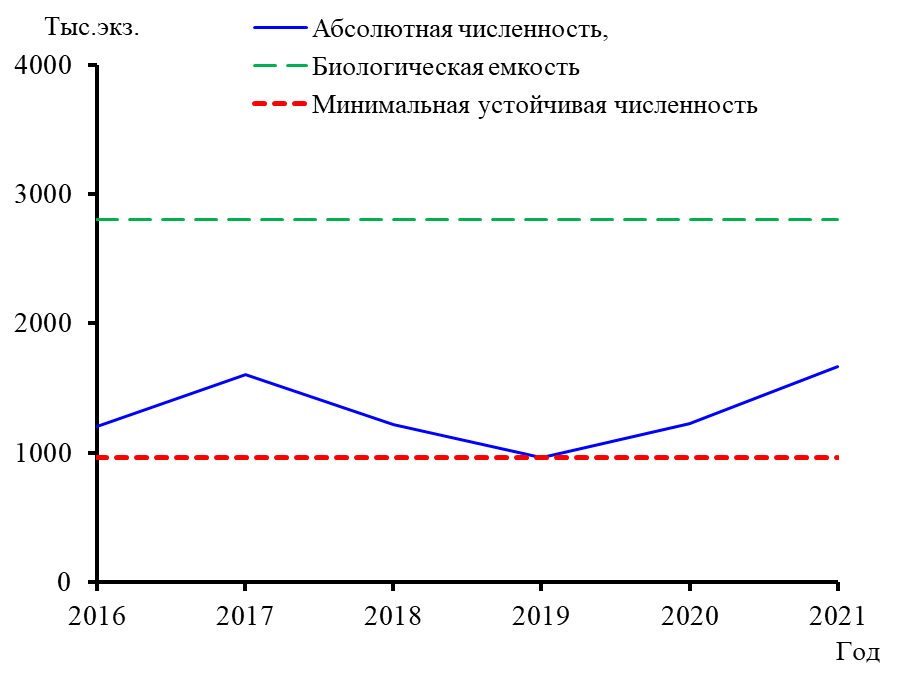 Тыс.экз.
Абсолютная численность,
Биологическая емкость
Минимальная устойчивая численность
4000
3000
2000
1000
0
2016 2017 2018 2019 2020 2021
Год